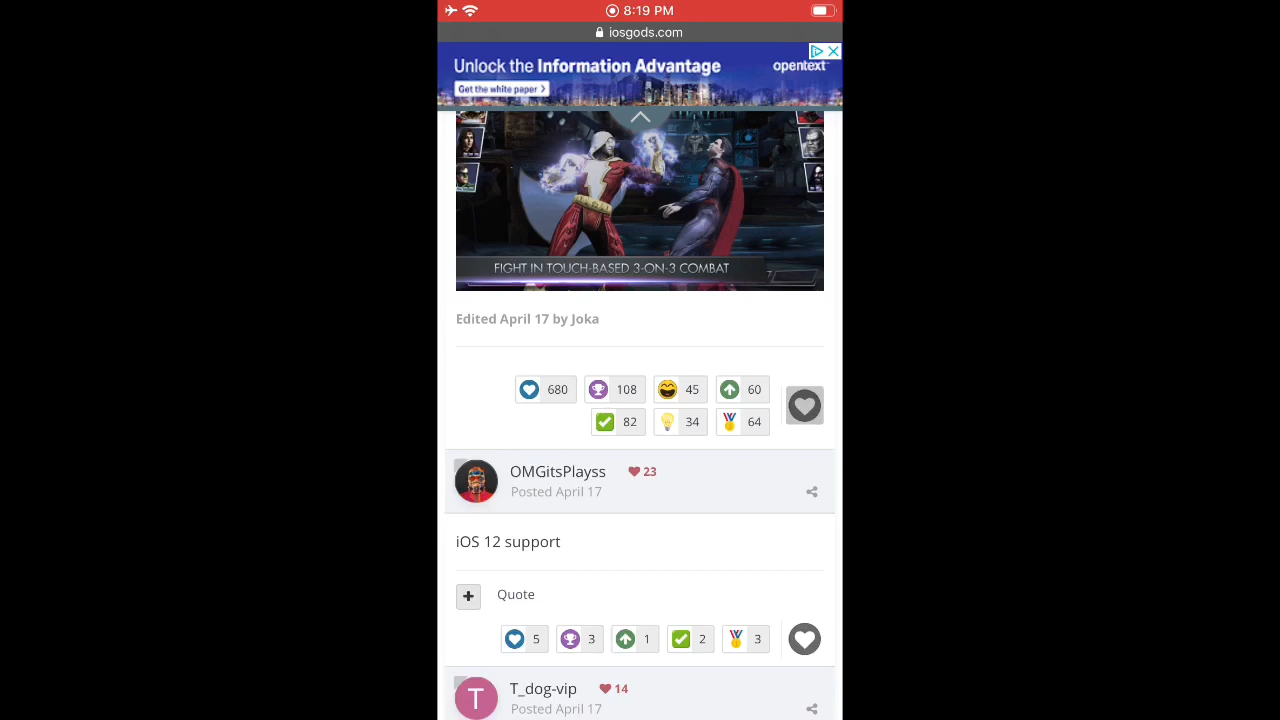 8:19 PM
iosgods.com
Unlock the Information Advantage
opentext™
Get the white paper >
FIGHT IN TOUCH-BASED 3-ON-3 COMBAT
Edited April 17 by Joka
680 108 45 60
82 34 64
OMGitsPlayss 23
Posted April 17
iOS 12 support
+ Quote
5 3 1 2 3
T T_dog-vip 14
Posted April 17